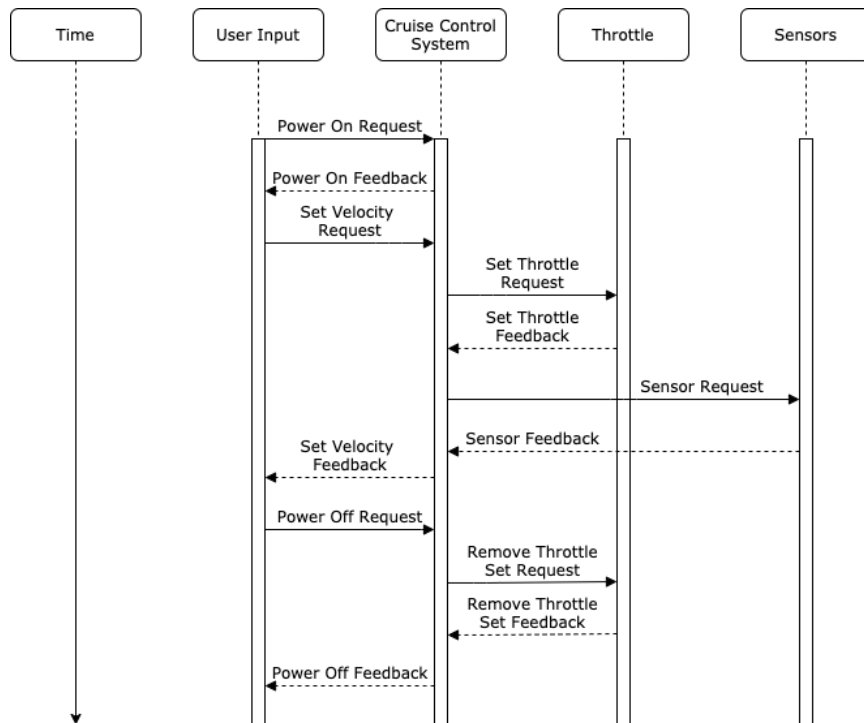 Time
User Input
Cruise Control
System
Throttle
Sensors
Power On Request
Power On Feedback
Set Velocity
Request
Set Throttle
Request
Set Throttle
Feedback
Sensor Request
Sensor Feedback
Set Velocity
Feedback
Power Off Request
Remove Throttle
Set Request
Remove Throttle
Set Feedback
Power Off Feedback